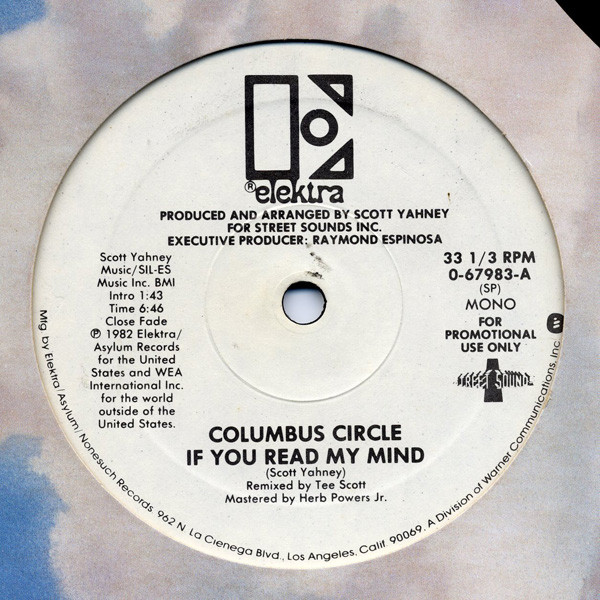 ® elektra
PRODUCED AND ARRANGED BY SCOTT YAHNEY
FOR STREET SOUNDS INC.
EXECUTIVE PRODUCER: RAYMOND ESPINOSA
Scott Yahney
Music/SIL-ES
Music Inc. BMI
Intro 1:43
Time 6:46
Close Fade
℗ 1982 Elektra/
Asylum Records
for the United
States and WEA
International Inc.
for the world
outside of the
United States.
33 1/3 RPM
0-67983-A
(SP)
MONO
FOR
PROMOTIONAL
USE ONLY
STREET SOUNDS
COLUMBUS CIRCLE
IF YOU READ MY MIND
(Scott Yahney)
Remixed by Tee Scott
Mastered by Herb Powers Jr.
Mfg. by Elektra/Asylum/Nonesuch Records 962 N. La Cienega Blvd., Los Angeles. Calif. 90069. A Division of Warner Communications, Inc.